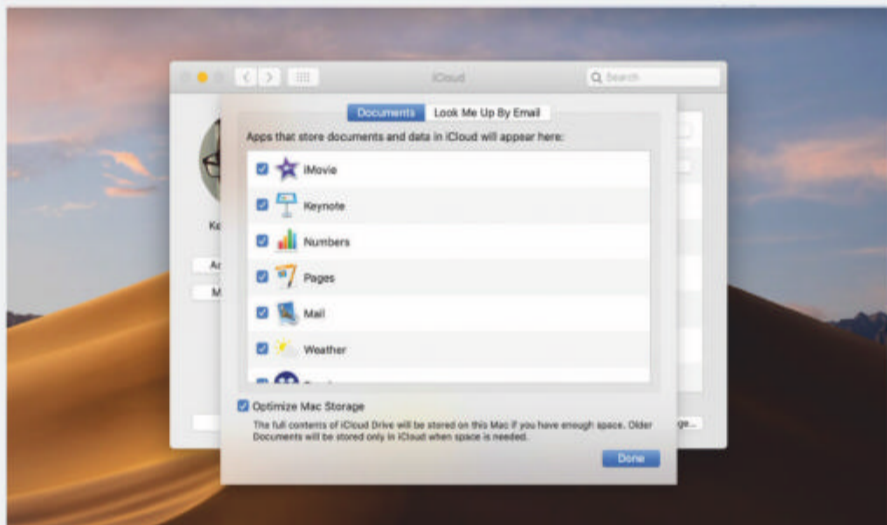 iCloud
Search
Documents
Look Me Up By Email
Apps that store documents and data in iCloud will appear here:
iMovie
Keynote
Numbers
Pages
Mail
Weather
Optimize Mac Storage
The full contents of iCloud Drive will be stored on this Mac if you have enough space. Older
Documents will be stored only in iCloud when space is needed.
Done